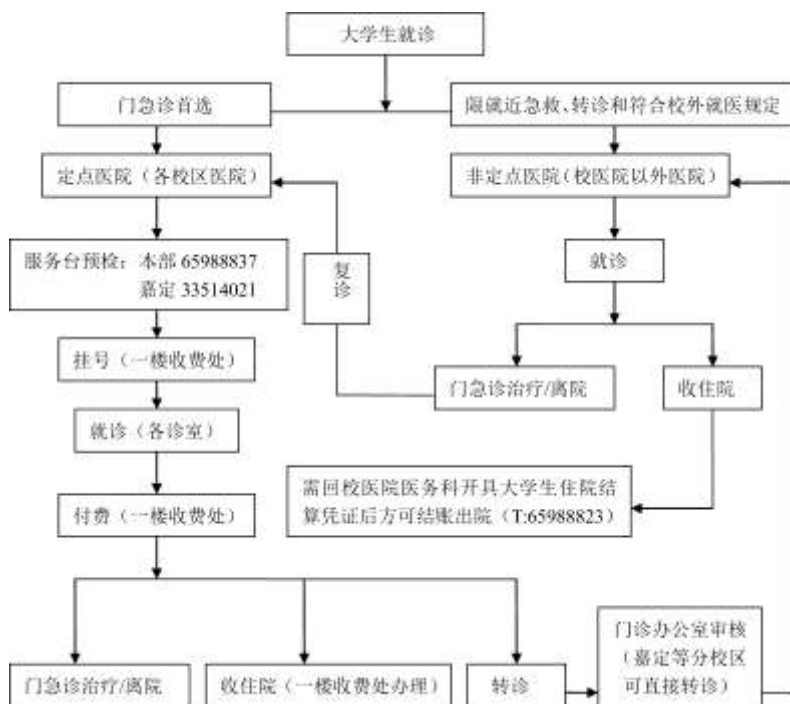 大学生就诊
门急诊首选
限就近急救、转诊和符合校外就医规定
定点医院（各校区医院）
非定点医院（校医院以外医院）
服务台预检：本部 65988837
嘉定 33514021
复
诊
就诊
挂号（一楼收费处）
门急诊治疗/离院
收住院
就诊（各诊室）
需回校医院医务科开具大学生住院结
算凭证后方可结账出院（T:65988823）
付费（一楼收费处）
门急诊治疗/离院
收住院（一楼收费处办理）
转诊
门诊办公室审核
（嘉定等分校区
可直接转诊）